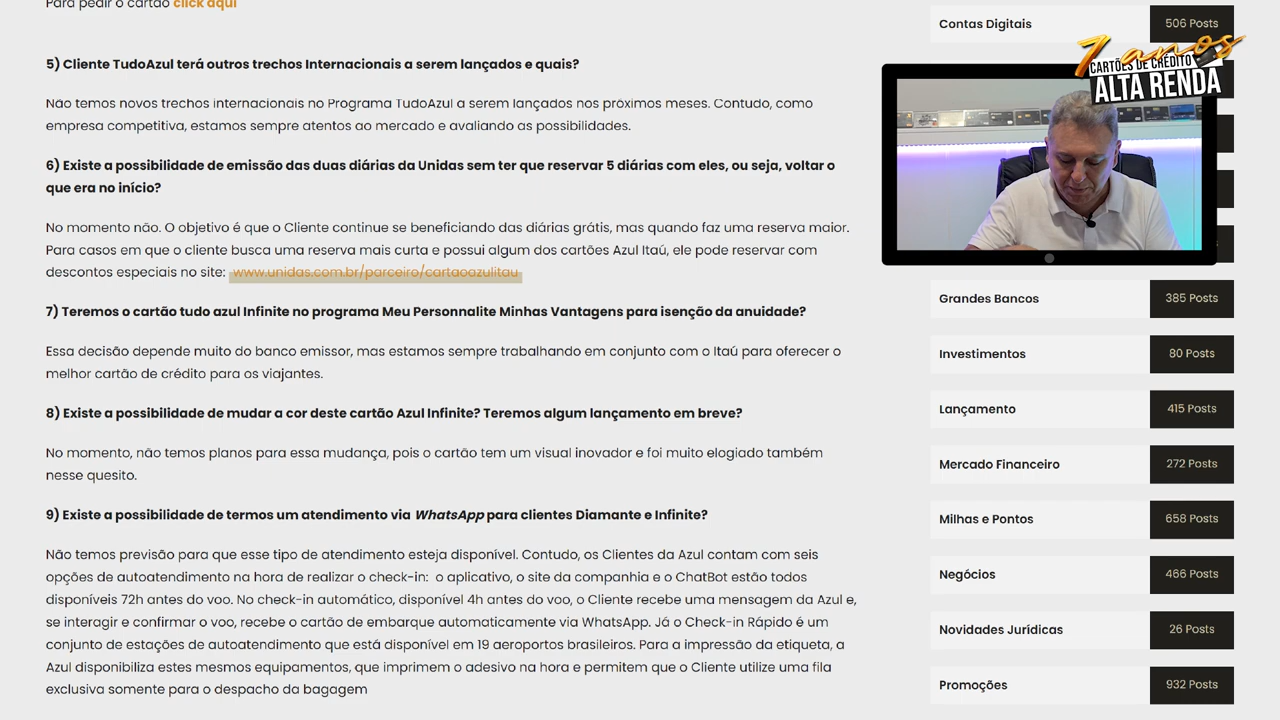 Para pedir o cartão click aqui
5) Cliente TudoAzul terá outros trechos Internacionais a serem lançados e quais?
Não temos novos trechos internacionais no Programa TudoAzul a serem lançados nos próximos meses. Contudo, como
empresa competitiva, estamos sempre atentos ao mercado e avaliando as possibilidades.
6) Existe a possibilidade de emissão das duas diárias da Unidas sem ter que reservar 5 diárias com eles, ou seja, voltar o
que era no início?
No momento não. O objetivo é que o Cliente continue se beneficiando das diárias grátis, mas quando faz uma reserva maior.
Para casos em que o cliente busca uma reserva mais curta e possui algum dos cartões Azul Itaú, ele pode reservar com
descontos especiais no site: www.unidas.com.br/parceiro/cartaoazulitau
7) Teremos o cartão tudo azul Infinite no programa Meu Personnalite Minhas Vantagens para isenção da anuidade?
Essa decisão depende muito do banco emissor, mas estamos sempre trabalhando em conjunto com o Itaú para oferecer o
melhor cartão de crédito para os viajantes.
8) Existe a possibilidade de mudar a cor deste cartão Azul Infinite? Teremos algum lançamento em breve?
No momento, não temos planos para essa mudança, pois o cartão tem um visual inovador e foi muito elogiado também
nesse quesito.
9) Existe a possibilidade de termos um atendimento via WhatsApp para clientes Diamante e Infinite?
Não temos previsão para que esse tipo de atendimento esteja disponível. Contudo, os Clientes da Azul contam com seis
opções de autoatendimento na hora de realizar o check-in: o aplicativo, o site da companhia e o ChatBot estão todos
disponíveis 72h antes do voo. No check-in automático, disponível 4h antes do voo, o Cliente recebe uma mensagem da Azul e,
se interagir e confirmar o voo, recebe o cartão de embarque automaticamente via WhatsApp. Já o Check-in Rápido é um
conjunto de estações de autoatendimento que está disponível em 19 aeroportos brasileiros. Para a impressão da etiqueta, a
Azul disponibiliza estes mesmos equipamentos, que imprimem o adesivo na hora e permitem que o Cliente utilize uma fila
exclusiva somente para o despacho da bagagem
Contas Digitais 506 Posts
7 anos
CARTÕES DE CRÉDITO
ALTA RENDA
Grandes Bancos 385 Posts
Investimentos 80 Posts
Lançamento 415 Posts
Mercado Financeiro 272 Posts
Milhas e Pontos 658 Posts
Negócios 466 Posts
Novidades Jurídicas 26 Posts
Promoções 932 Posts